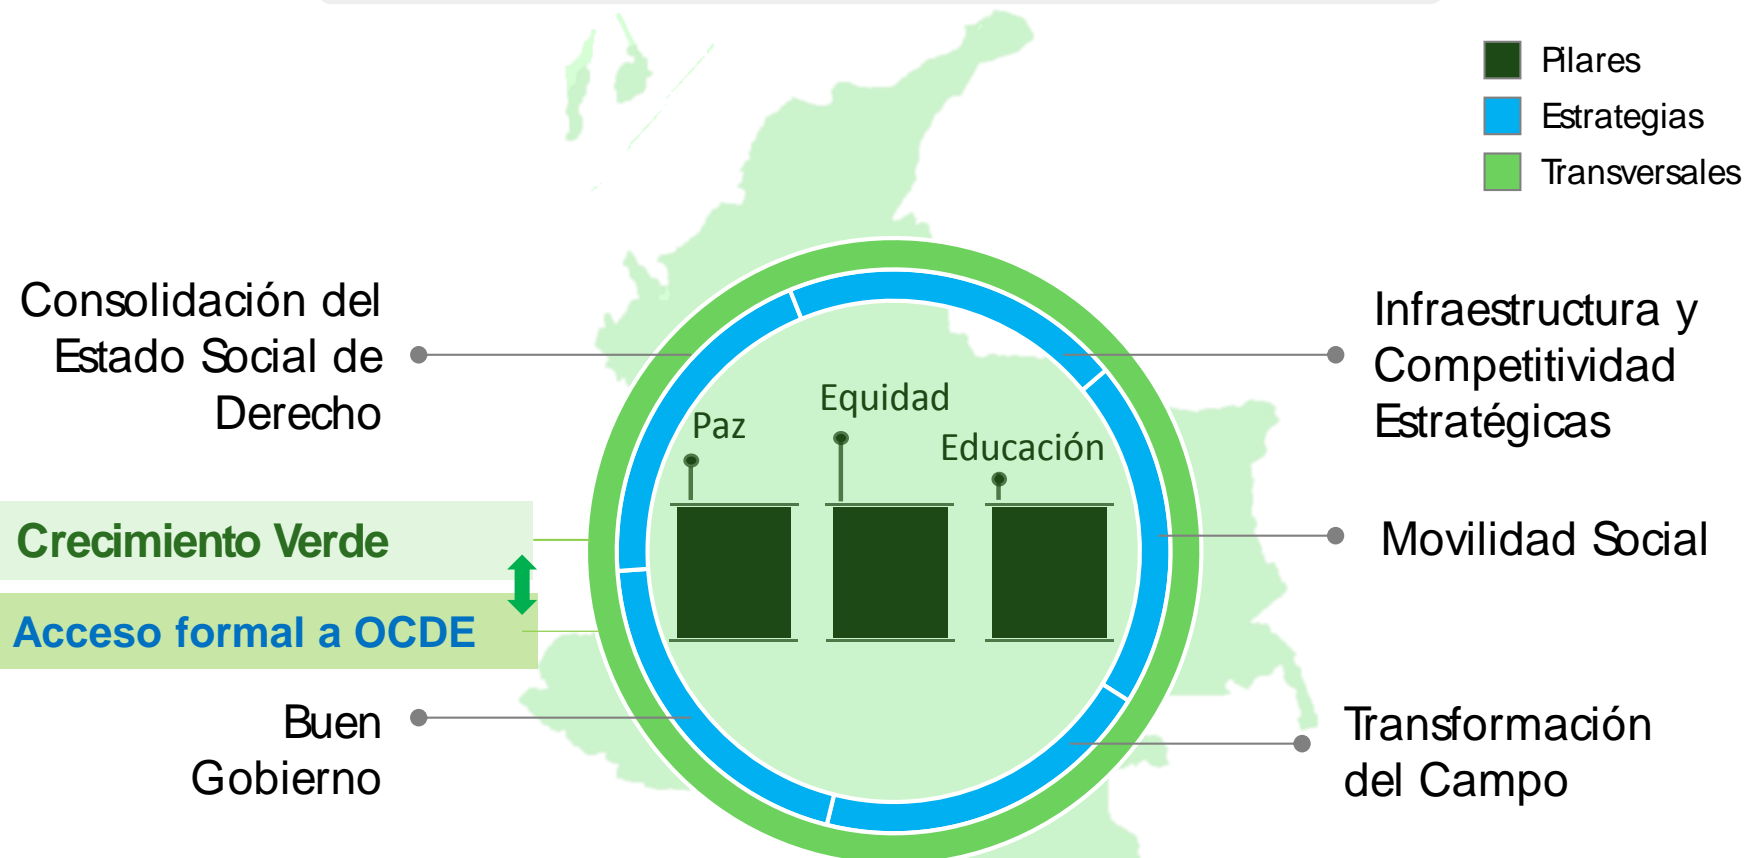 Pilares
Estrategias
Transversales
Consolidación del
Estado Social de
Derecho
Infraestructura y
Competitividad
Estratégicas
Paz
Equidad
Educación
Crecimiento Verde
Movilidad Social
Acceso formal a OCDE
Buen
Gobierno
Transformación
del Campo